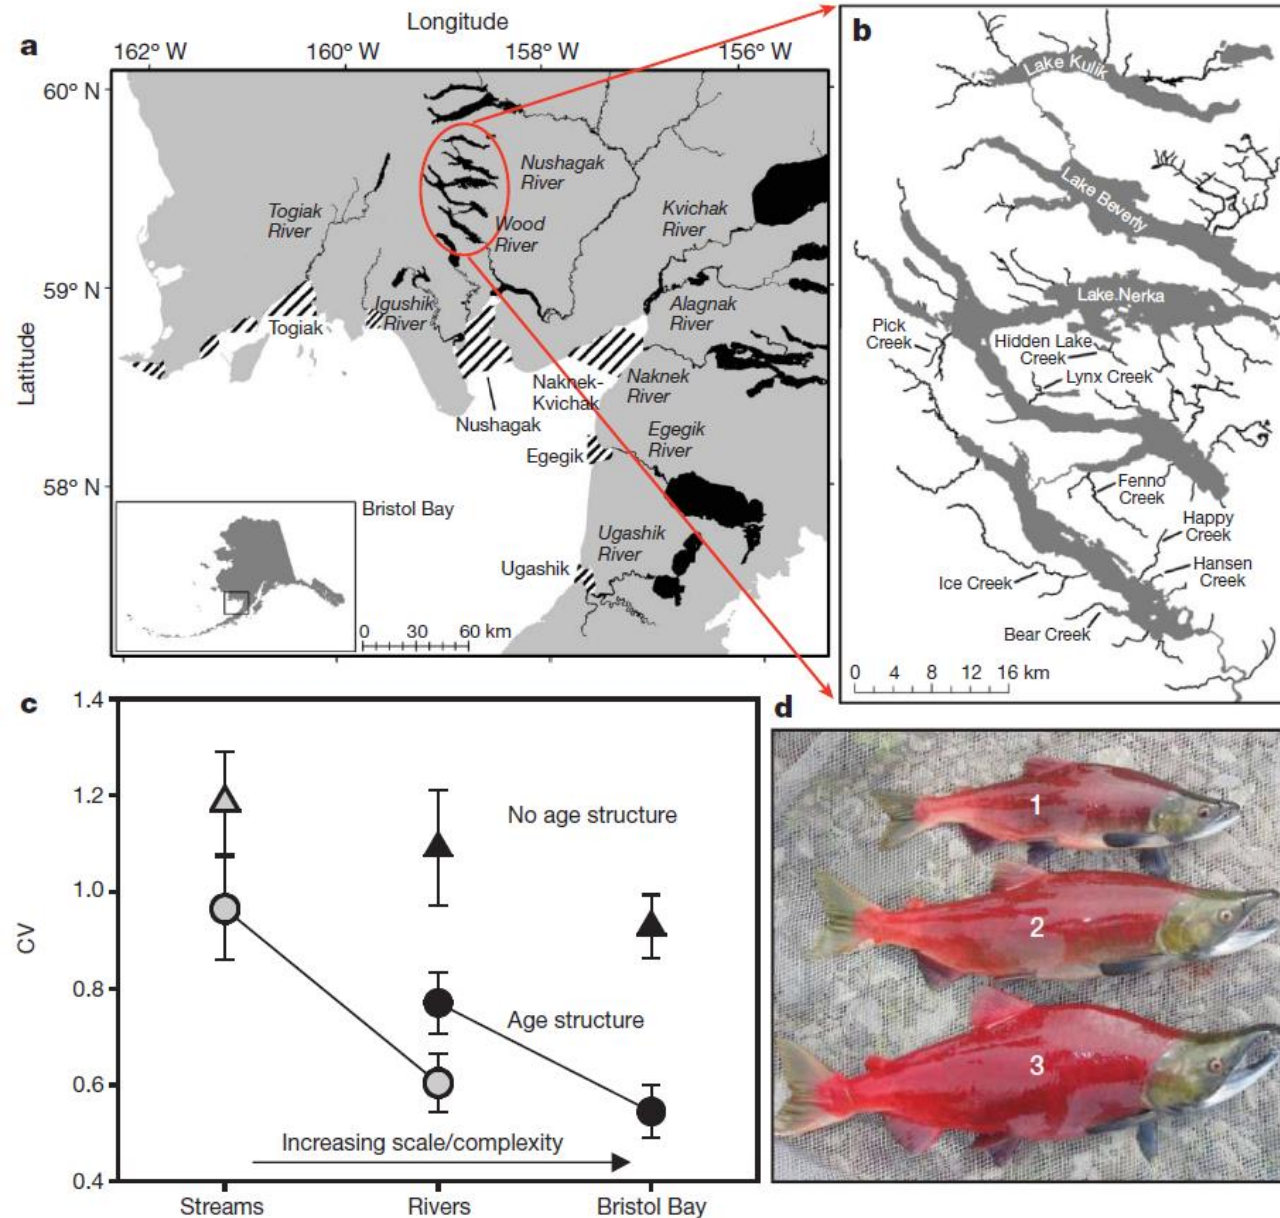 a
Longitude
162° W
160° W
158° W
156° W
Latitude
60° N
59° N
58° N
Togiak
River
Nushagak
River
Wood
River
Kvichak
River
Igushik
River
Alagnak
River
Togiak
Naknek-
Kvichak
Naknek
River
Nushagak
Egegik
River
Egegik
Bristol Bay
Ugashik
River
Ugashik
0 30 60 km
b
Lake Kulik
Lake Beverly
Lake Nerka
Pick
Creek
Hidden Lake
Creek
Lynx Creek
Fenno
Creek
Happy
Creek
Hansen
Creek
Ice Creek
Bear Creek
0 4 8 12 16 km
c
CV
1.4
1.2
1.0
0.8
0.6
0.4
No age structure
Age structure
Increasing scale/complexity
Streams
Rivers
Bristol Bay
d
1
2
3